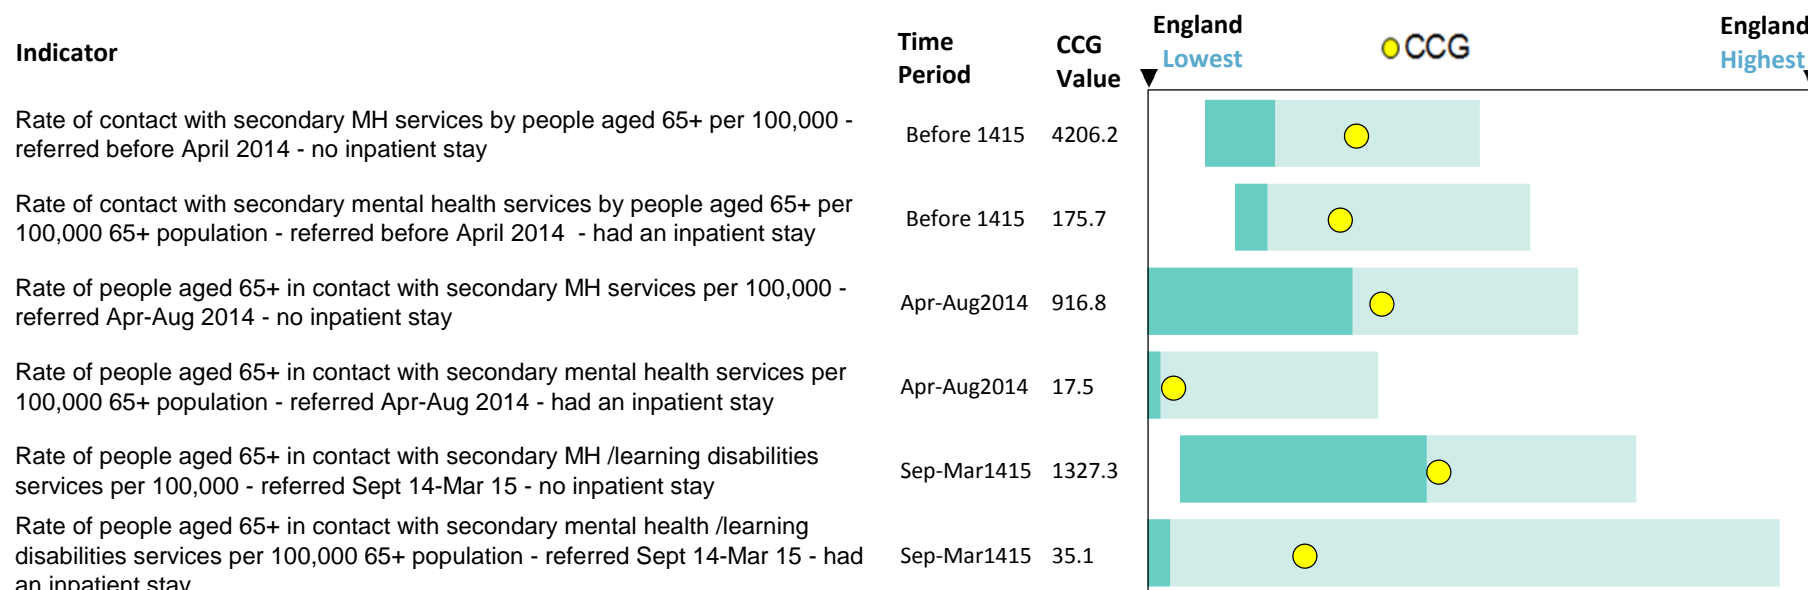 Indicator
Time Period
CCG Value
England Lowest
CCG
England Highest
Rate of contact with secondary MH services by people aged 65+ per 100,000 -
referred before April 2014 - no inpatient stay
Before 1415 4206.2
Rate of contact with secondary mental health services by people aged 65+ per
100,000 65+ population - referred before April 2014 - had an inpatient stay
Before 1415 175.7
Rate of people aged 65+ in contact with secondary MH services per 100,000 -
referred Apr-Aug 2014 - no inpatient stay
Apr-Aug2014 916.8
Rate of people aged 65+ in contact with secondary mental health services per
100,000 65+ population - referred Apr-Aug 2014 - had an inpatient stay
Apr-Aug2014 17.5
Rate of people aged 65+ in contact with secondary MH /learning disabilities
services per 100,000 - referred Sept 14-Mar 15 - no inpatient stay
Sep-Mar1415 1327.3
Rate of people aged 65+ in contact with secondary mental health /learning
disabilities services per 100,000 65+ population - referred Sept 14-Mar 15 - had
an inpatient stay
Sep-Mar1415 35.1